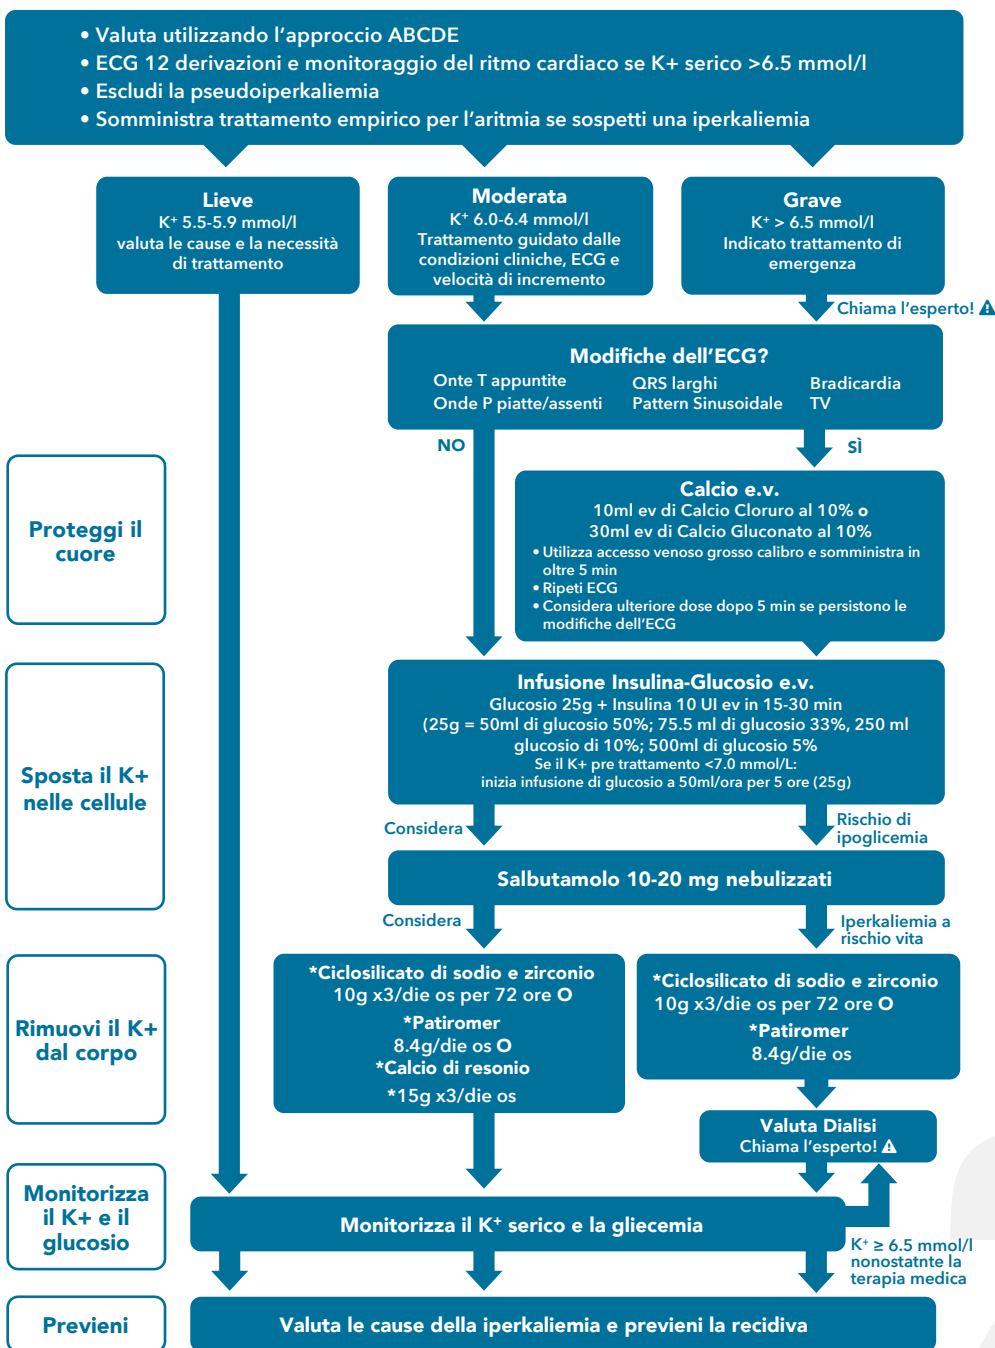 • Valuta utilizzando l'approccio ABCDE
• ECG 12 derivazioni e monitoraggio del ritmo cardiaco se K+ serico >6.5 mmol/l
• Escludi la pseudoiperkaliemia
• Somministra trattamento empirico per l'aritmia se sospetti una iperkaliemia
Lieve
K⁺ 5.5-5.9 mmol/l
valuta le cause e la necessità
di trattamento
Moderata
K⁺ 6.0-6.4 mmol/l
Trattamento guidato dalle
condizioni cliniche, ECG e
velocità di incremento
Grave
K⁺ > 6.5 mmol/l
Indicato trattamento di
emergenza
Chiama l'esperto!
Modifiche dell'ECG?
Onte T appuntite
Onde P piatte/assenti
QRS larghi
Pattern Sinusoidale
Bradicardia
TV
NO
SÌ
Proteggi il
cuore
Calcio e.v.
10ml ev di Calcio Cloruro al 10% o
30ml ev di Calcio Gluconato al 10%
• Utilizza accesso venoso grosso calibro e somministra in
oltre 5 min
• Ripeti ECG
• Considera ulteriore dose dopo 5 min se persistono le
modifiche dell'ECG
Sposta il K+
nelle cellule
Infusione Insulina-Glucosio e.v.
Glucosio 25g + Insulina 10 UI ev in 15-30 min
(25g = 50ml di glucosio 50%; 75.5 ml di glucosio 33%, 250 ml
glucosio di 10%; 500ml di glucosio 5%
Se il K+ pre trattamento <7.0 mmol/L:
inizia infusione di glucosio a 50ml/ora per 5 ore (25g)
Considera
Rischio di
ipoglicemia
Salbutamolo 10-20 mg nebulizzati
Considera
Iperkaliemia a
rischio vita
Rimuovi il K+
dal corpo
*Ciclosilicato di sodio e zirconio
10g x3/die os per 72 ore O
*Patiromer
8.4g/die os O
*Calcio di resonio
*15g x3/die os
*Ciclosilicato di sodio e zirconio
10g x3/die os per 72 ore O
*Patiromer
8.4g/die os
Valuta Dialisi
Chiama l'esperto!
Monitorizza
il K+ e il
glucosio
Monitorizza il K⁺ serico e la gliecemia
K⁺ ≥ 6.5 mmol/l
nonostatnte la
terapia medica
Previeni
Valuta le cause della iperkaliemia e previeni la recidiva